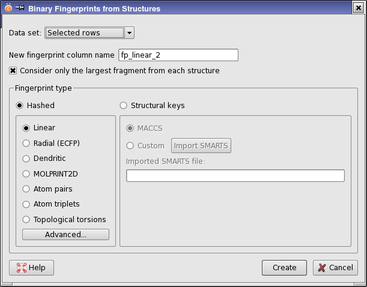 Binary Fingerprints from Structures
Data set: Selected rows
New fingerprint column name fp_linear_2
Consider only the largest fragment from each structure
Fingerprint type
Hashed Structural keys
Linear
Radial (ECFP)
Dendritic
MOLPRINT2D
Atom pairs
Atom triplets
Topological torsions
Advanced...
MACCS
Custom Import SMARTS
Imported SMARTS file:
Help Create Cancel